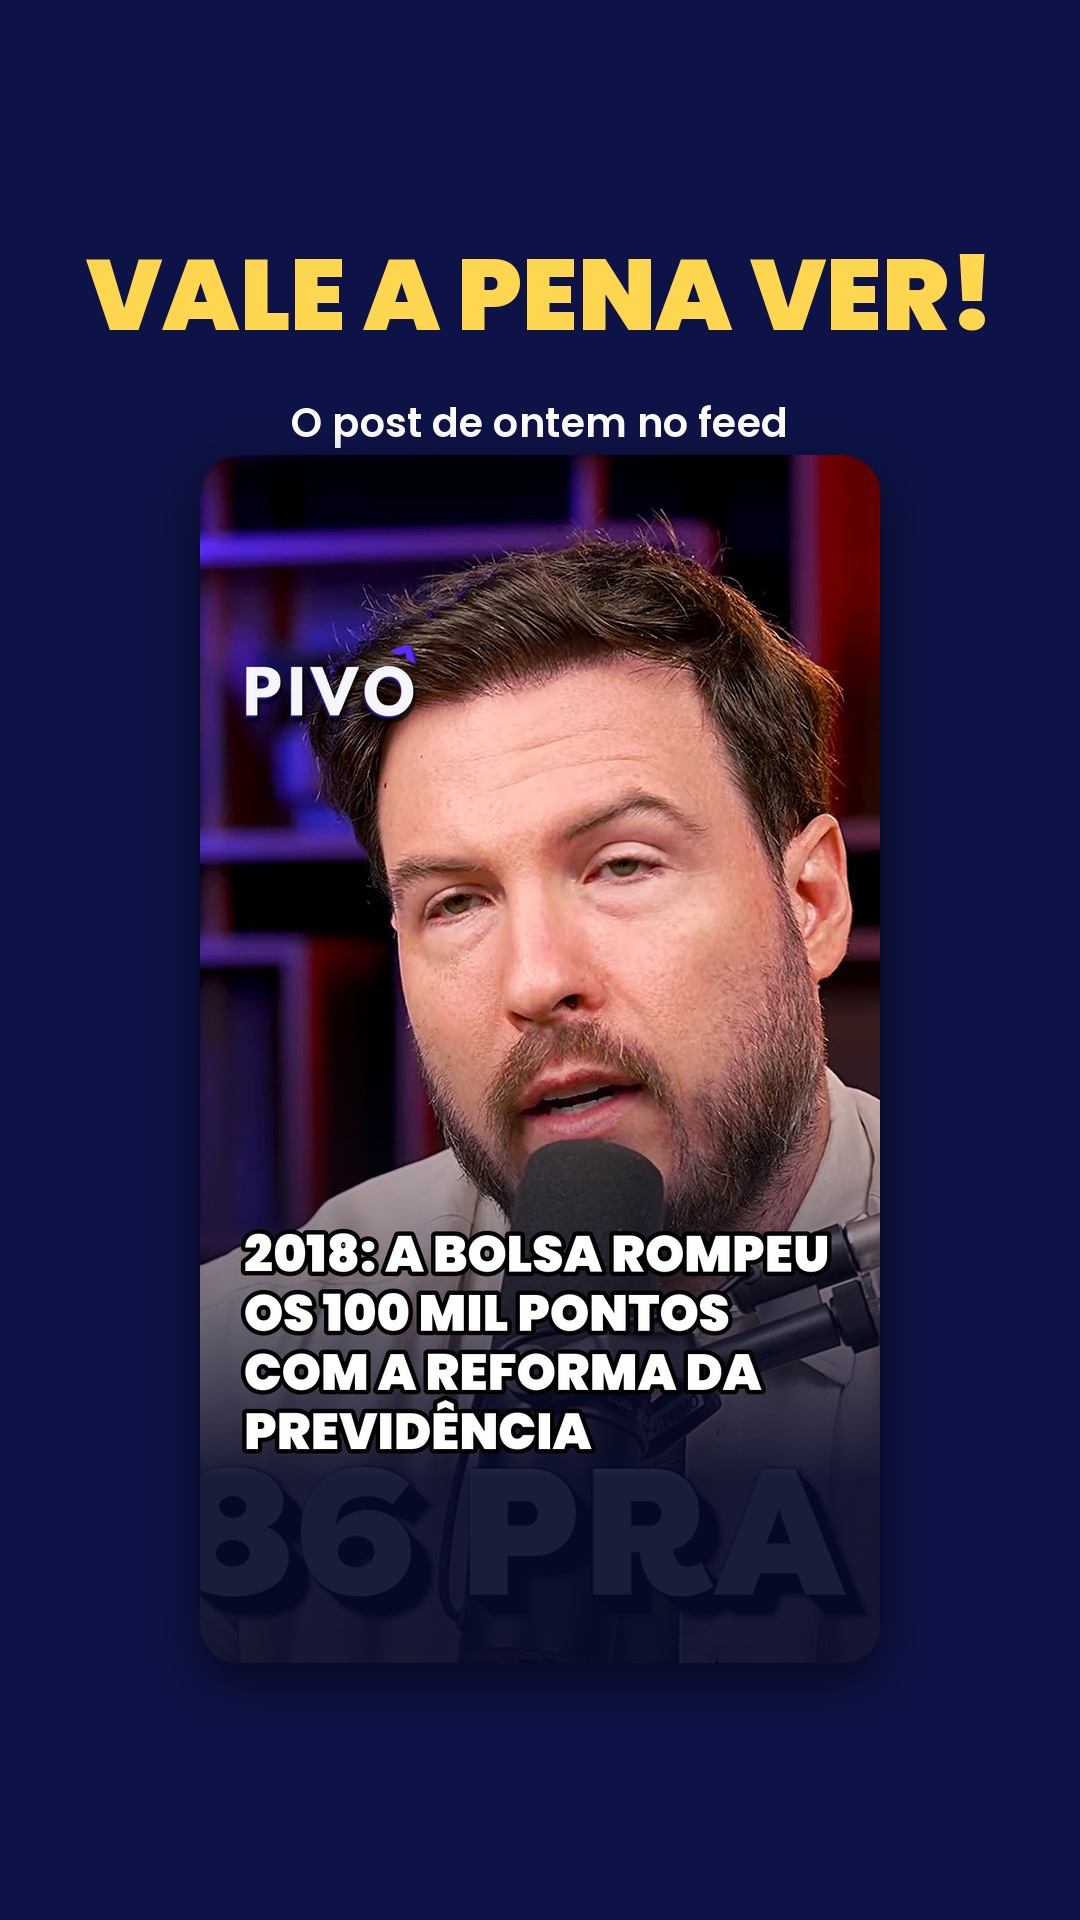 VALE A PENA VER!
O post de ontem no feed
PIVÔ
2018: A BOLSA ROMPEU
OS 100 MIL PONTOS
COM A REFORMA DA
PREVIDÊNCIA
86 PRA
PRIMO